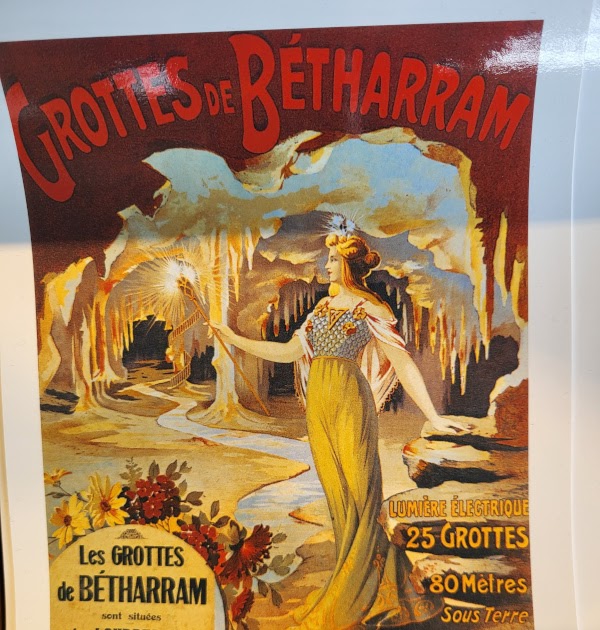 GROTTES DE BÉTHARRAM
LUMIÈRE ÉLECTRIQUE
25 GROTTES
80 Mètres
Sous Terre
Les GROTTES
de BÉTHARRAM
sont situées